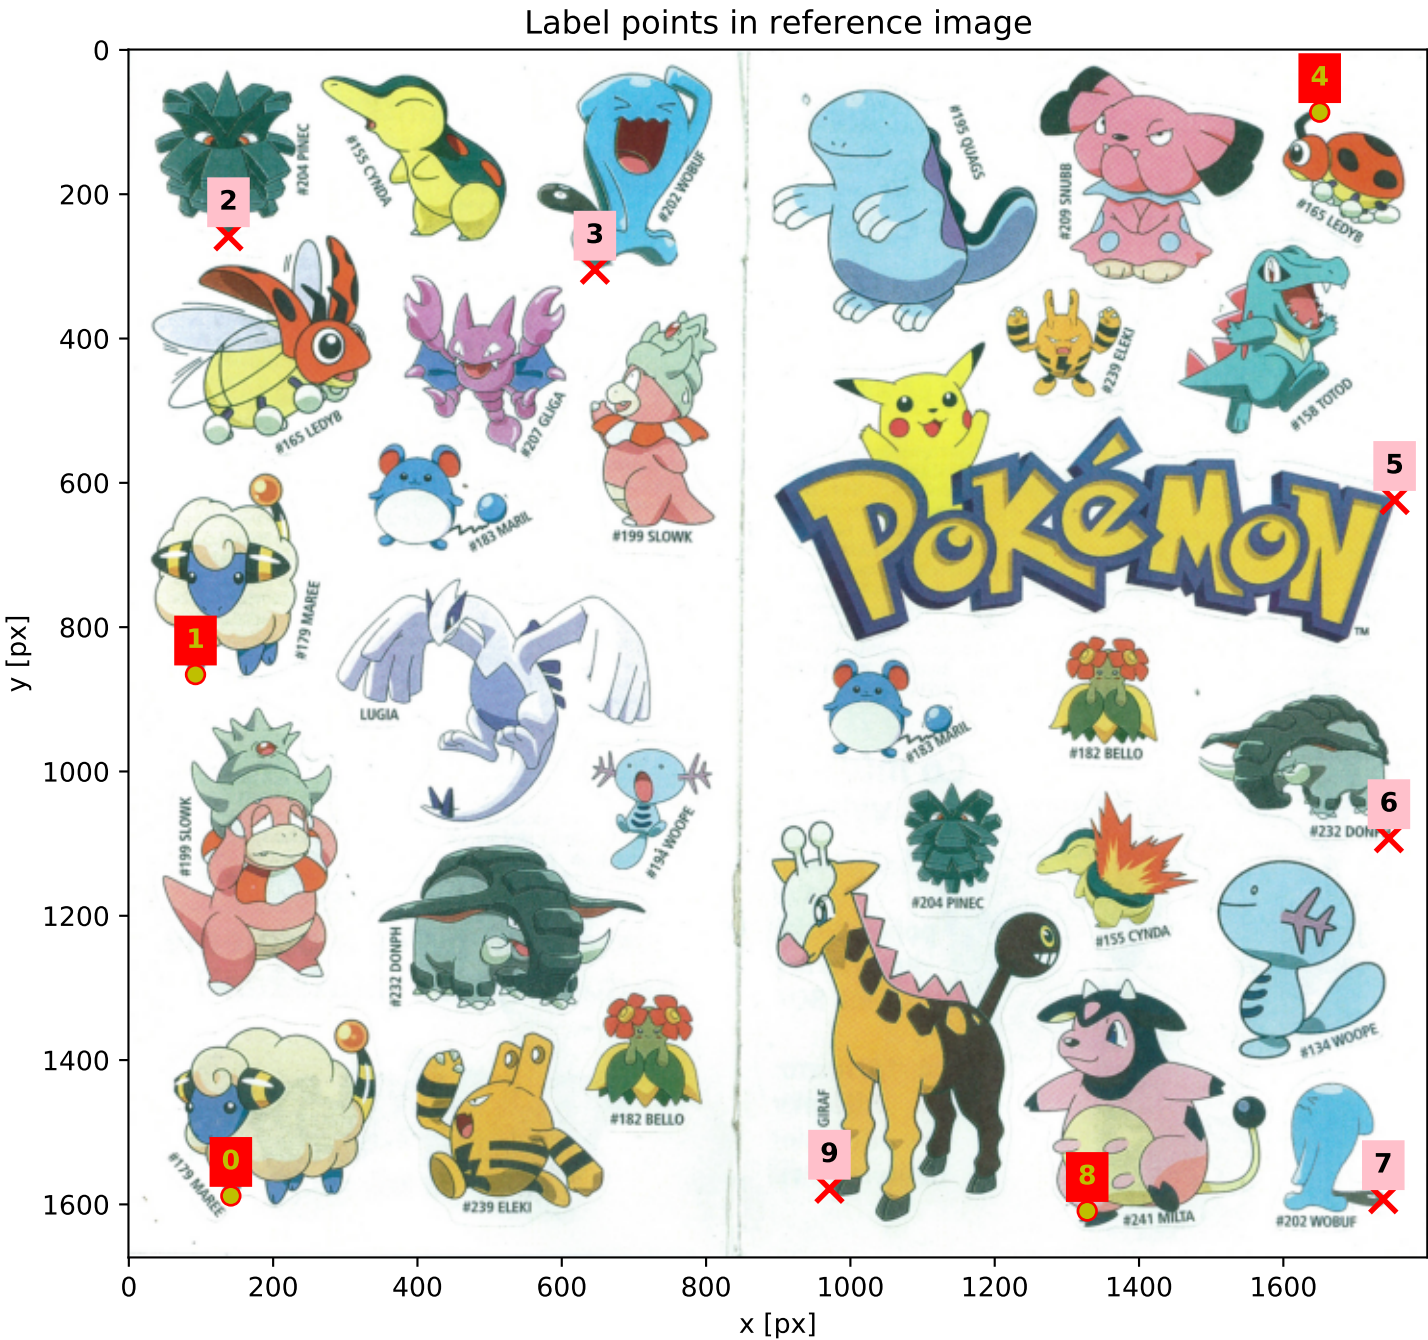 Label points in reference image
0
200
400
600
800
1000
1200
1400
1600
y [px]
0
200
400
600
800
1000
1200
1400
1600
x [px]
#204 PINEC
#155 CYNDA
#202 WOBUF
#195 QUAGS
#209 SNUBB
#165 LEDYB
4
2
3
#165 LEDYB
#207 GLIGA
#199 SLOWK
#239 ELEKI
#158 TOTOD
#183 MARIL
POKéMON
TM
5
#179 MAREE
1
LUGIA
#183 MARIL
#182 BELLO
#199 SLOWK
#194 WOOPE
#232 DONPH
#204 PINEC
#155 CYNDA
6
#232 DON
#134 WOOPE
#179 MAREE
0
#239 ELEKI
#182 BELLO
GIRAF
9
8
#241 MILTA
7
#202 WOBUF